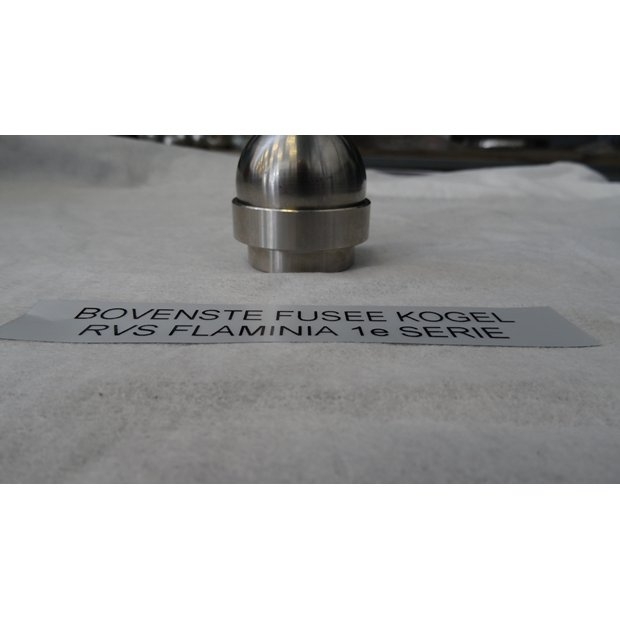 BOVENSTE FUSEE KOGEL
RVS FLAMINIA 1e SERIE